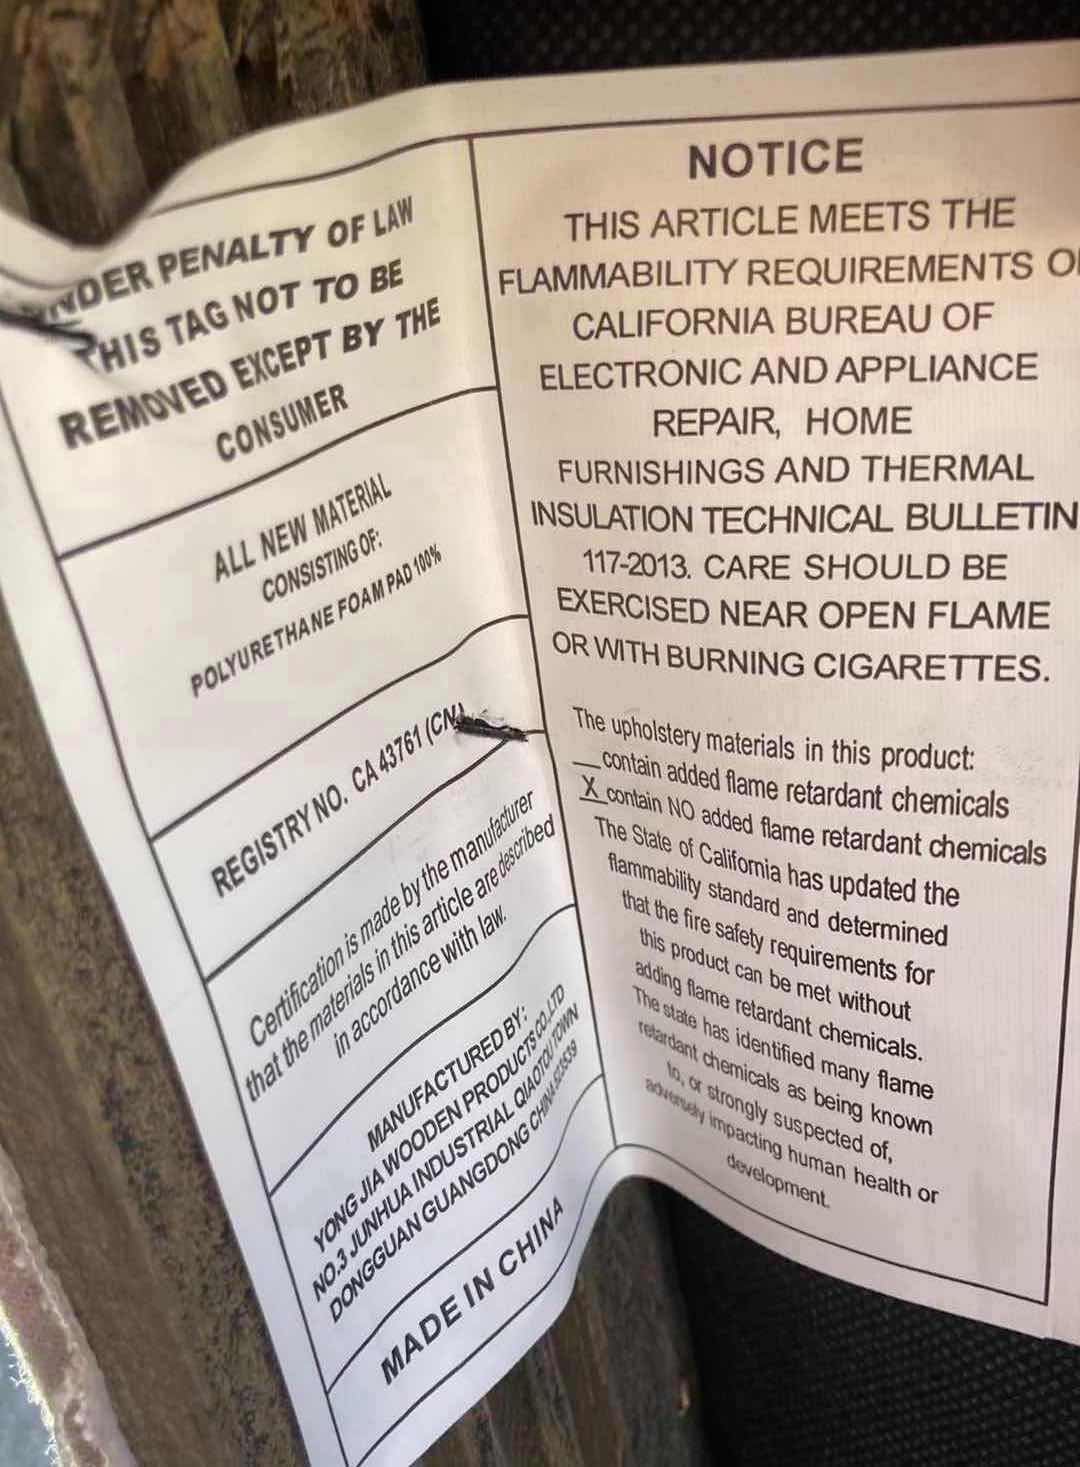 UNDER PENALTY OF LAW
THIS TAG NOT TO BE
REMOVED EXCEPT BY THE
CONSUMER
ALL NEW MATERIAL
CONSISTING OF:
POLYURETHANE FOAM PAD 100%
REGISTRY NO. CA 43761 (CN)
Certification is made by the manufacturer
that the materials in this article are described
in accordance with law.
MANUFACTURED BY:
YONG JIA WOODEN PRODUCTS CO.,LTD
NO.3 JUNHUA INDUSTRIAL QIAOTOU TOWN
DONGGUAN GUANGDONG CHINA 523539
MADE IN CHINA
NOTICE
THIS ARTICLE MEETS THE
FLAMMABILITY REQUIREMENTS OF
CALIFORNIA BUREAU OF
ELECTRONIC AND APPLIANCE
REPAIR, HOME
FURNISHINGS AND THERMAL
INSULATION TECHNICAL BULLETIN
117-2013. CARE SHOULD BE
EXERCISED NEAR OPEN FLAME
OR WITH BURNING CIGARETTES.
The upholstery materials in this product:
__contain added flame retardant chemicals
X contain NO added flame retardant chemicals
The State of California has updated the
flammability standard and determined
that the fire safety requirements for
this product can be met without
adding flame retardant chemicals.
The state has identified many flame
retardant chemicals as being known
to, or strongly suspected of,
adversely impacting human health or
development.